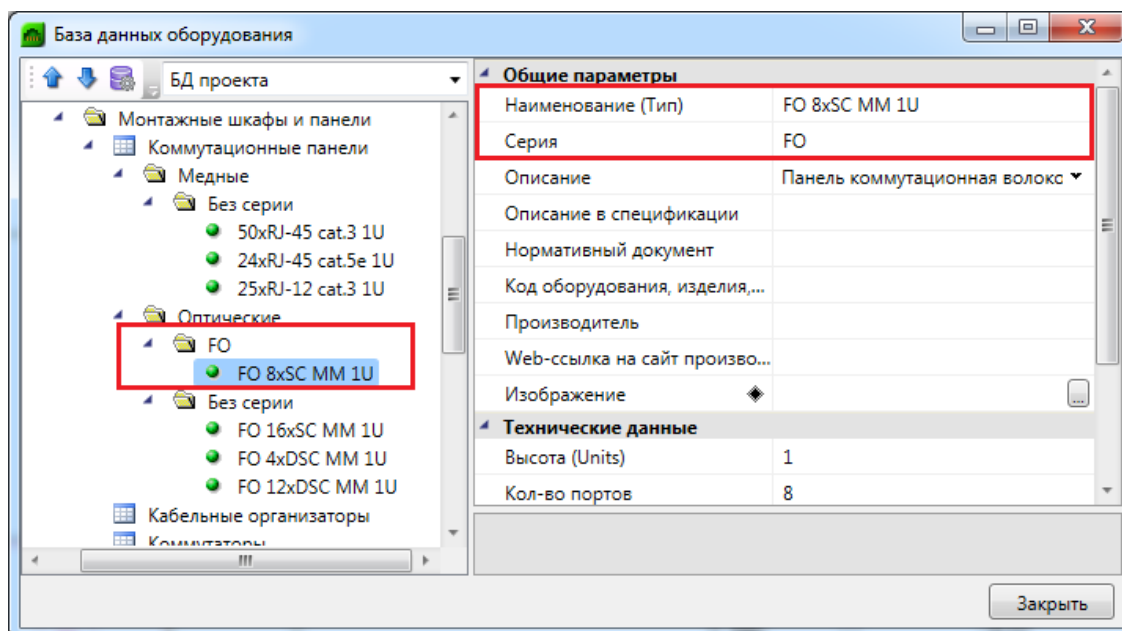 База данных оборудования
БД проекта
Монтажные шкафы и панели
Коммутационные панели
Медные
Без серии
50xRJ-45 cat.3 1U
24xRJ-45 cat.5e 1U
25xRJ-12 cat.3 1U
Оптические
FO
FO 8xSC MM 1U
Без серии
FO 16xSC MM 1U
FO 4xDSC MM 1U
FO 12xDSC MM 1U
Кабельные организаторы
Коммутаторы
Общие параметры
Наименование (Тип) FO 8xSC MM 1U
Серия FO
Описание Панель коммутационная волокс
Описание в спецификации
Нормативный документ
Код оборудования, изделия,...
Производитель
Web-ссылка на сайт произво...
Изображение ...
Технические данные
Высота (Units) 1
Кол-во портов 8
Закрыть